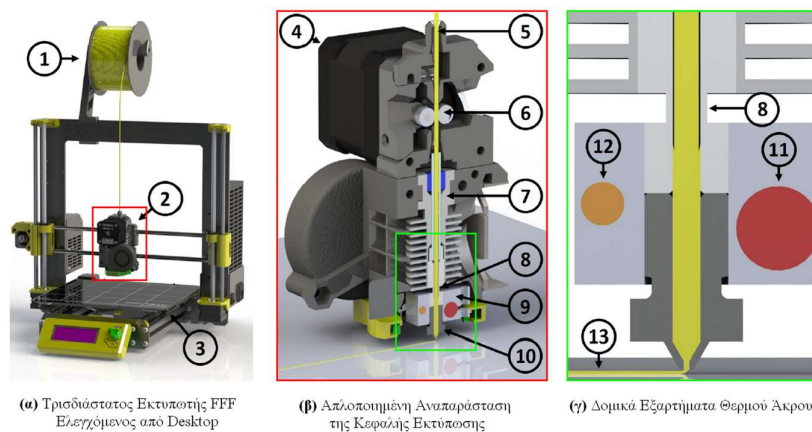 1
2
3
4
5
6
7
8
9
10
8
12
11
13
(α) Τρισδιάστατος Εκτυπωτής FFF
Ελεγχόμενος από Desktop
(β) Απλοποιημένη Αναπαράσταση
της Κεφαλής Εκτύπωσης
(γ) Δομικά Εξαρτήματα Θερμού Άκρου